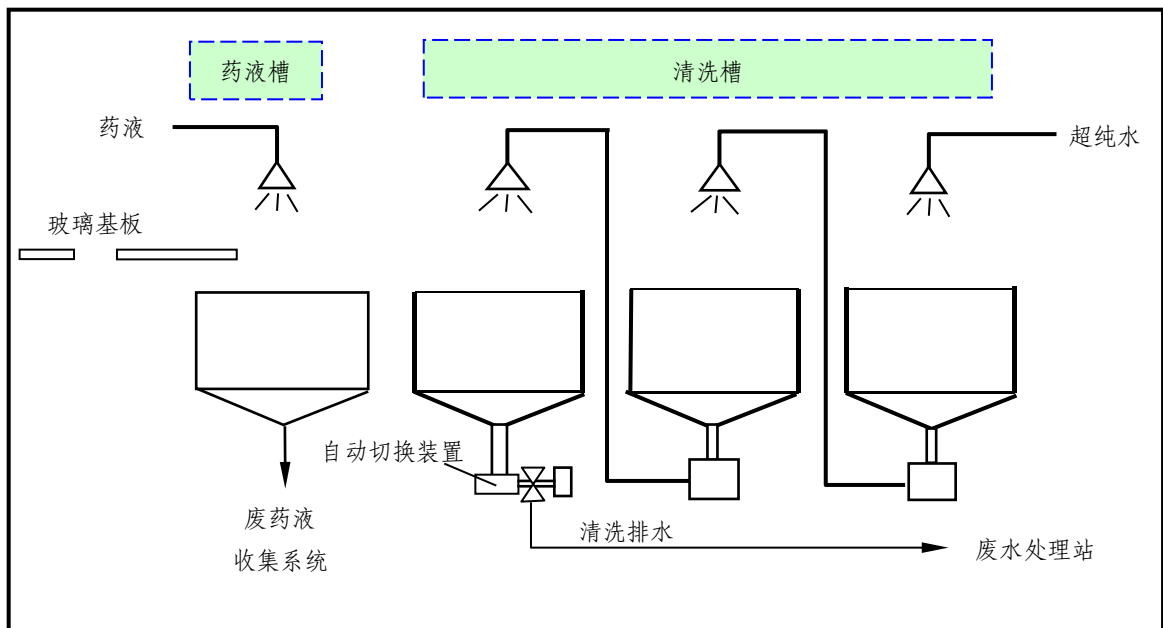 药液槽
清洗槽
药液
超纯水
玻璃基板
自动切换装置
废药液
收集系统
清洗排水
废水处理站